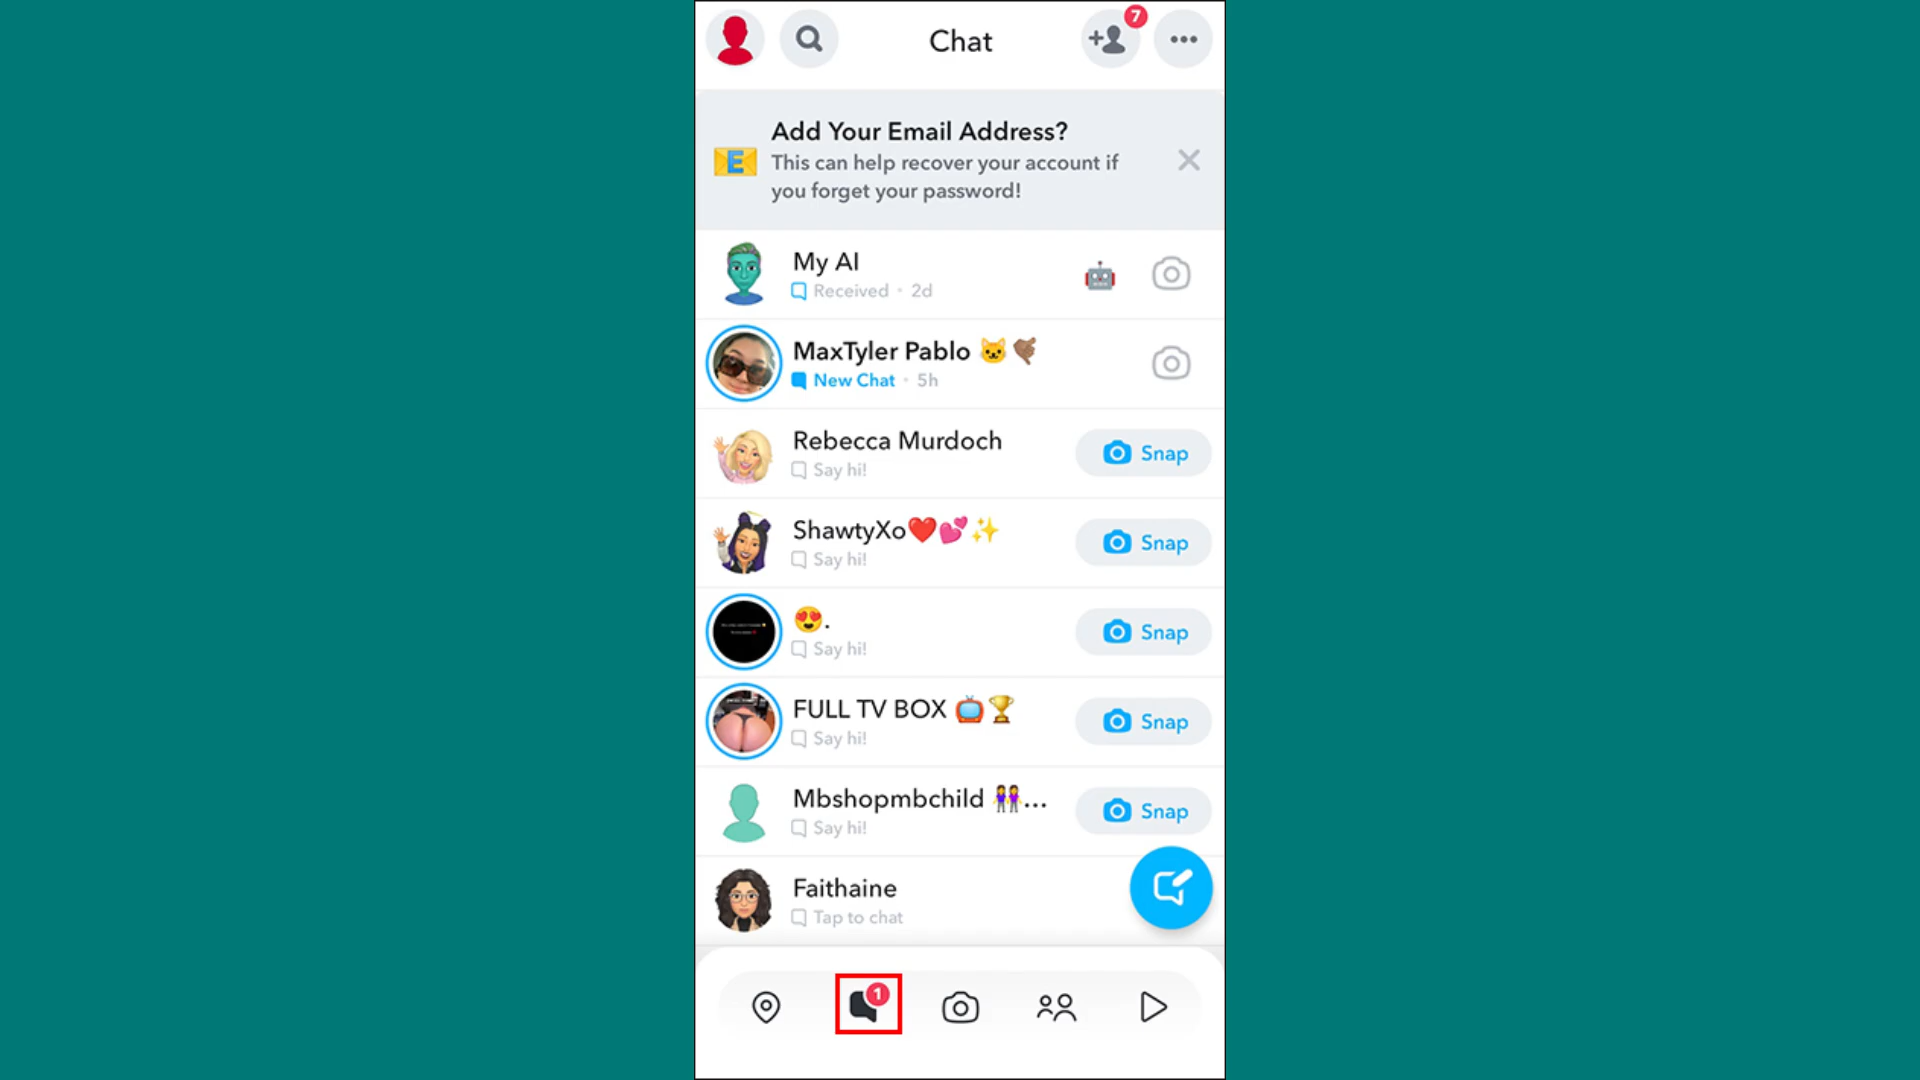 Chat
7
Add Your Email Address?
This can help recover your account if
you forget your password!
My AI
Received · 2d
MaxTyler Pablo 🐱🤙🏽
New Chat · 5h
Rebecca Murdoch
Say hi!
Snap
ShawtyXo❤️💕✨
Say hi!
Snap
😍.
Say hi!
Snap
FULL TV BOX 📺🏆
Say hi!
Snap
Mbshopmbchild 👭...
Say hi!
Snap
Faithaine
Tap to chat
1